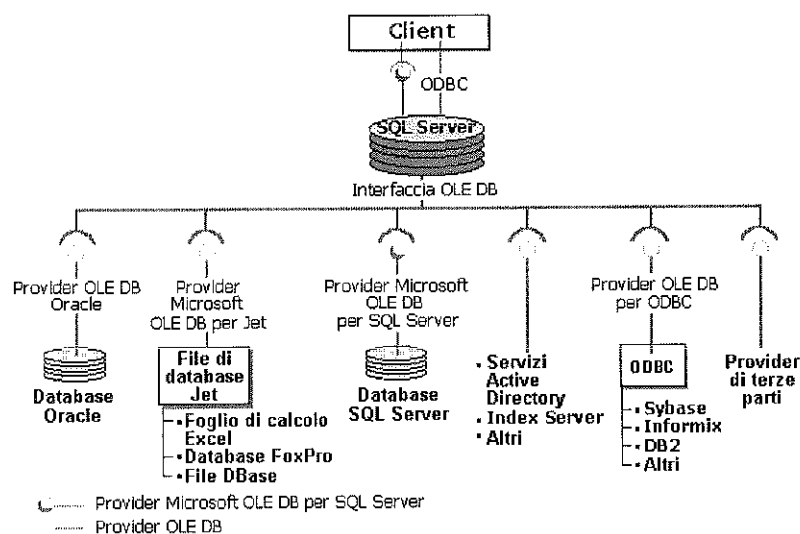 Client
ODBC
SQL Server
Interfaccia OLE DB
Provider OLE DB
Oracle
Database
Oracle
Provider
Microsoft
OLE DB per Jet
File di
database
Jet
• Foglio di calcolo
Excel
• Database FoxPro
• File DBase
Provider Microsoft
OLE DB
per SQL Server
Database
SQL Server
• Servizi
Active
Directory
• Index Server
• Altri
Provider OLE DB
per ODBC
ODBC
• Sybase
• Informix
• DB2
• Altri
Provider
di terze
parti
Provider Microsoft OLE DB per SQL Server
Provider OLE DB